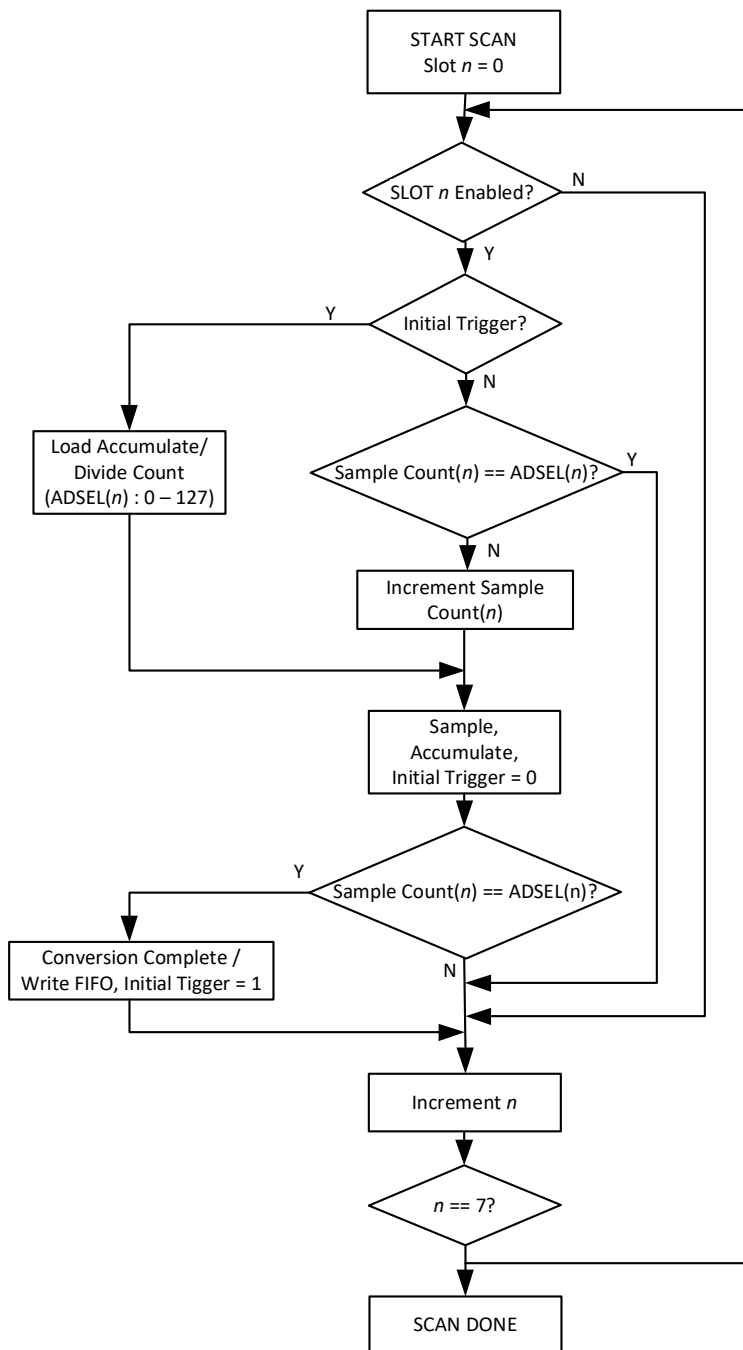 START SCAN
Slot n = 0
SLOT n Enabled?
N
Y
Initial Trigger?
Y
N
Load Accumulate/
Divide Count
(ADSEL(n) : 0 – 127)
Sample Count(n) == ADSEL(n)?
Y
N
Increment Sample
Count(n)
Sample,
Accumulate,
Initial Trigger = 0
Y
Sample Count(n) == ADSEL(n)?
Conversion Complete /
Write FIFO, Initial Tigger = 1
N
Increment n
n == 7?
SCAN DONE